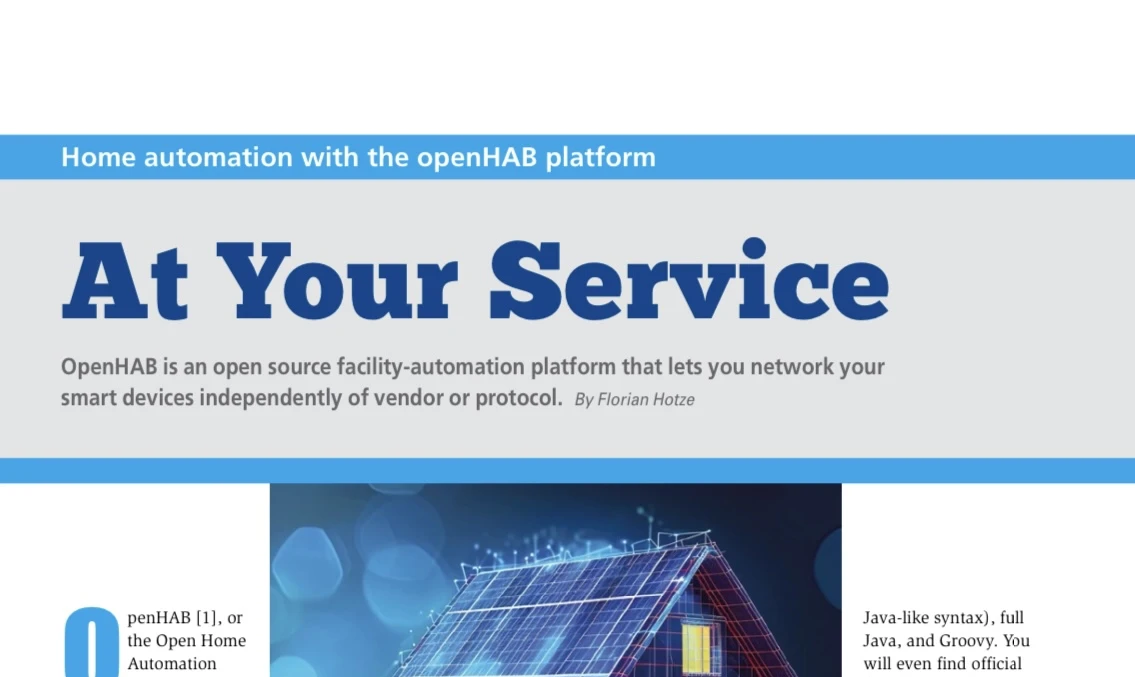 Home automation with the openHAB platform
At Your Service
OpenHAB is an open source facility-automation platform that lets you network your
smart devices independently of vendor or protocol. By Florian Hotze
OpenHAB [1], or
the Open Home
Automation
Java-like syntax), full
Java, and Groovy. You
will even find official